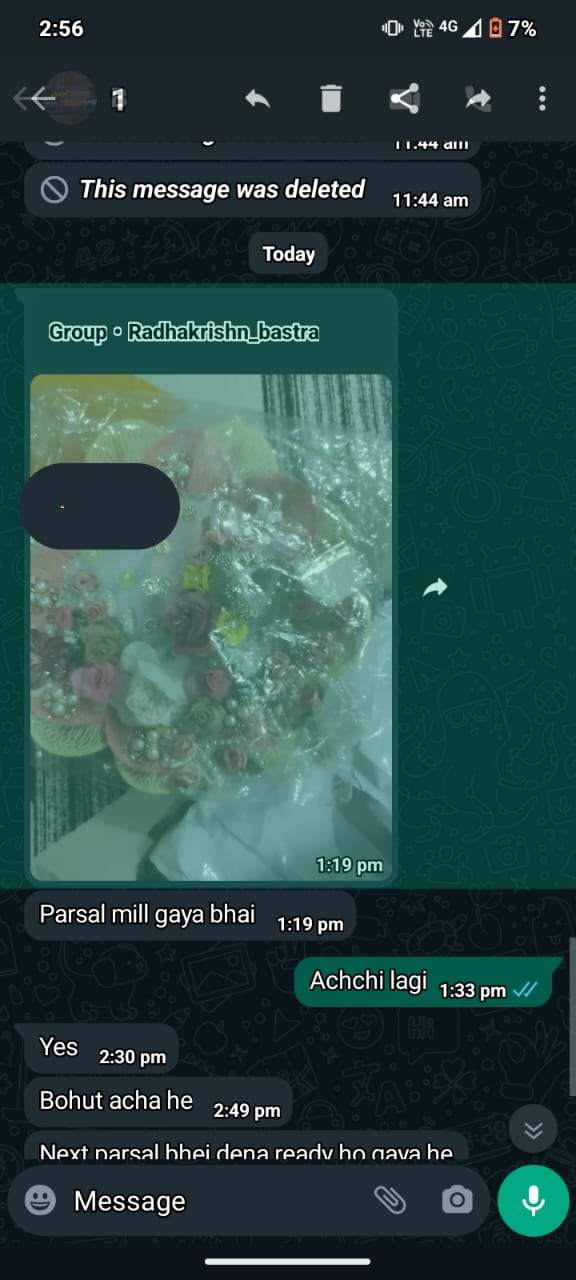 2:56
Vo) LTE 4G 7%
1
11:44 am
This message was deleted 11:44 am
Today
Group • Radhakrishn_bastra
1:19 pm
Parsal mill gaya bhai 1:19 pm
Achchi lagi 1:33 pm
Yes 2:30 pm
Bohut acha he 2:49 pm
Next parsal bhej dena ready ho gaya he
Message